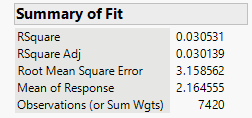 Summary of Fit
RSquare 0.030531
RSquare Adj 0.030139
Root Mean Square Error 3.158562
Mean of Response 2.164555
Observations (or Sum Wgts) 7420